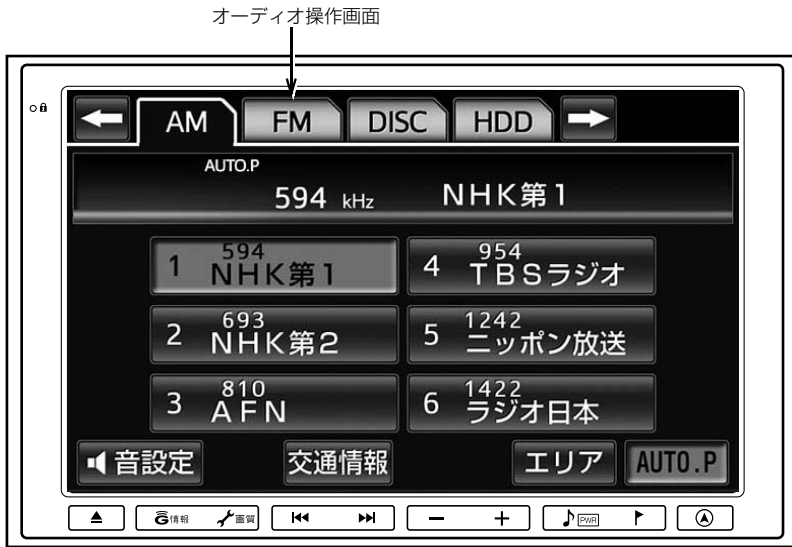 オーディオ操作画面
AM FM DISC HDD
AUTO.P
594 kHz NHK第1
1 594 NHK第1
4 954 TBSラジオ
2 693 NHK第2
5 1242 ニッポン放送
3 810 AFN
6 1422 ラジオ日本
音設定 交通情報 エリア AUTO.P
G情報 画質 PWR